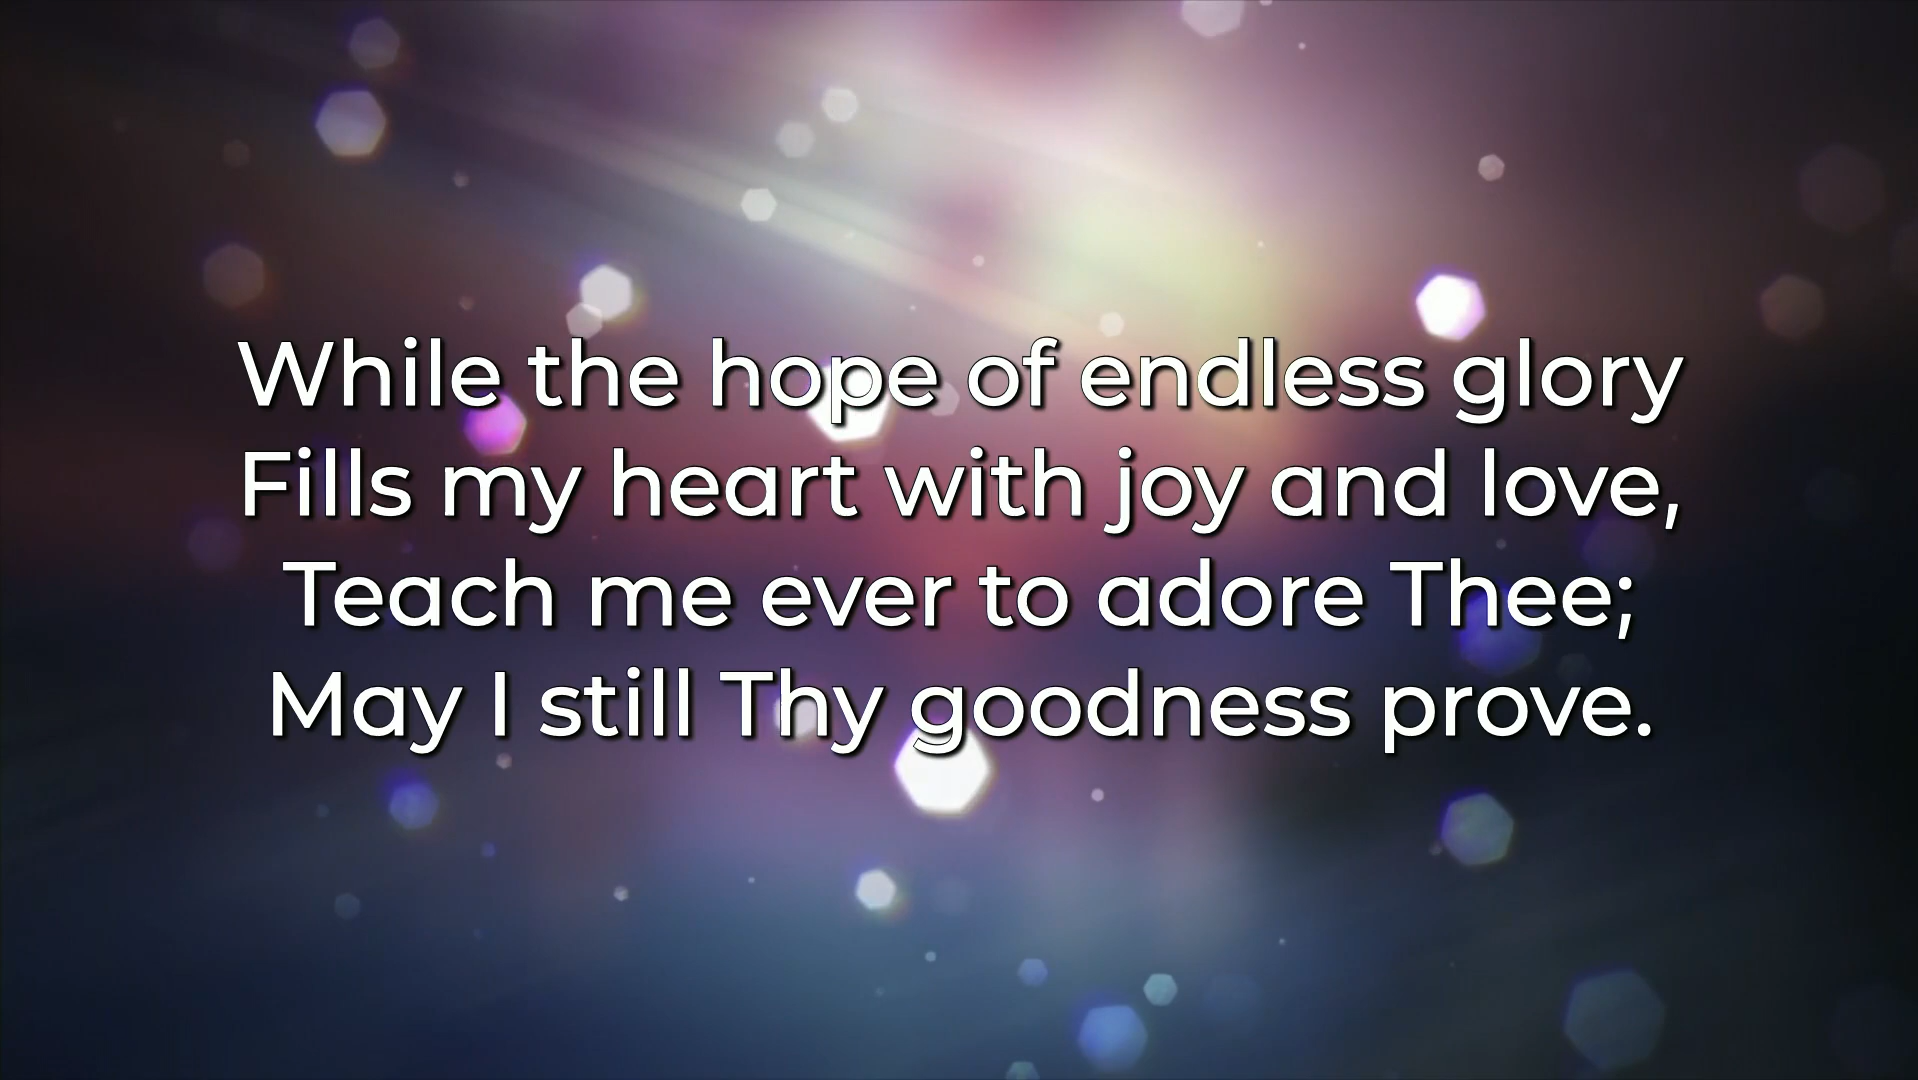 While the hope of endless glory
Fills my heart with joy and love,
Teach me ever to adore Thee;
May I still Thy goodness prove.